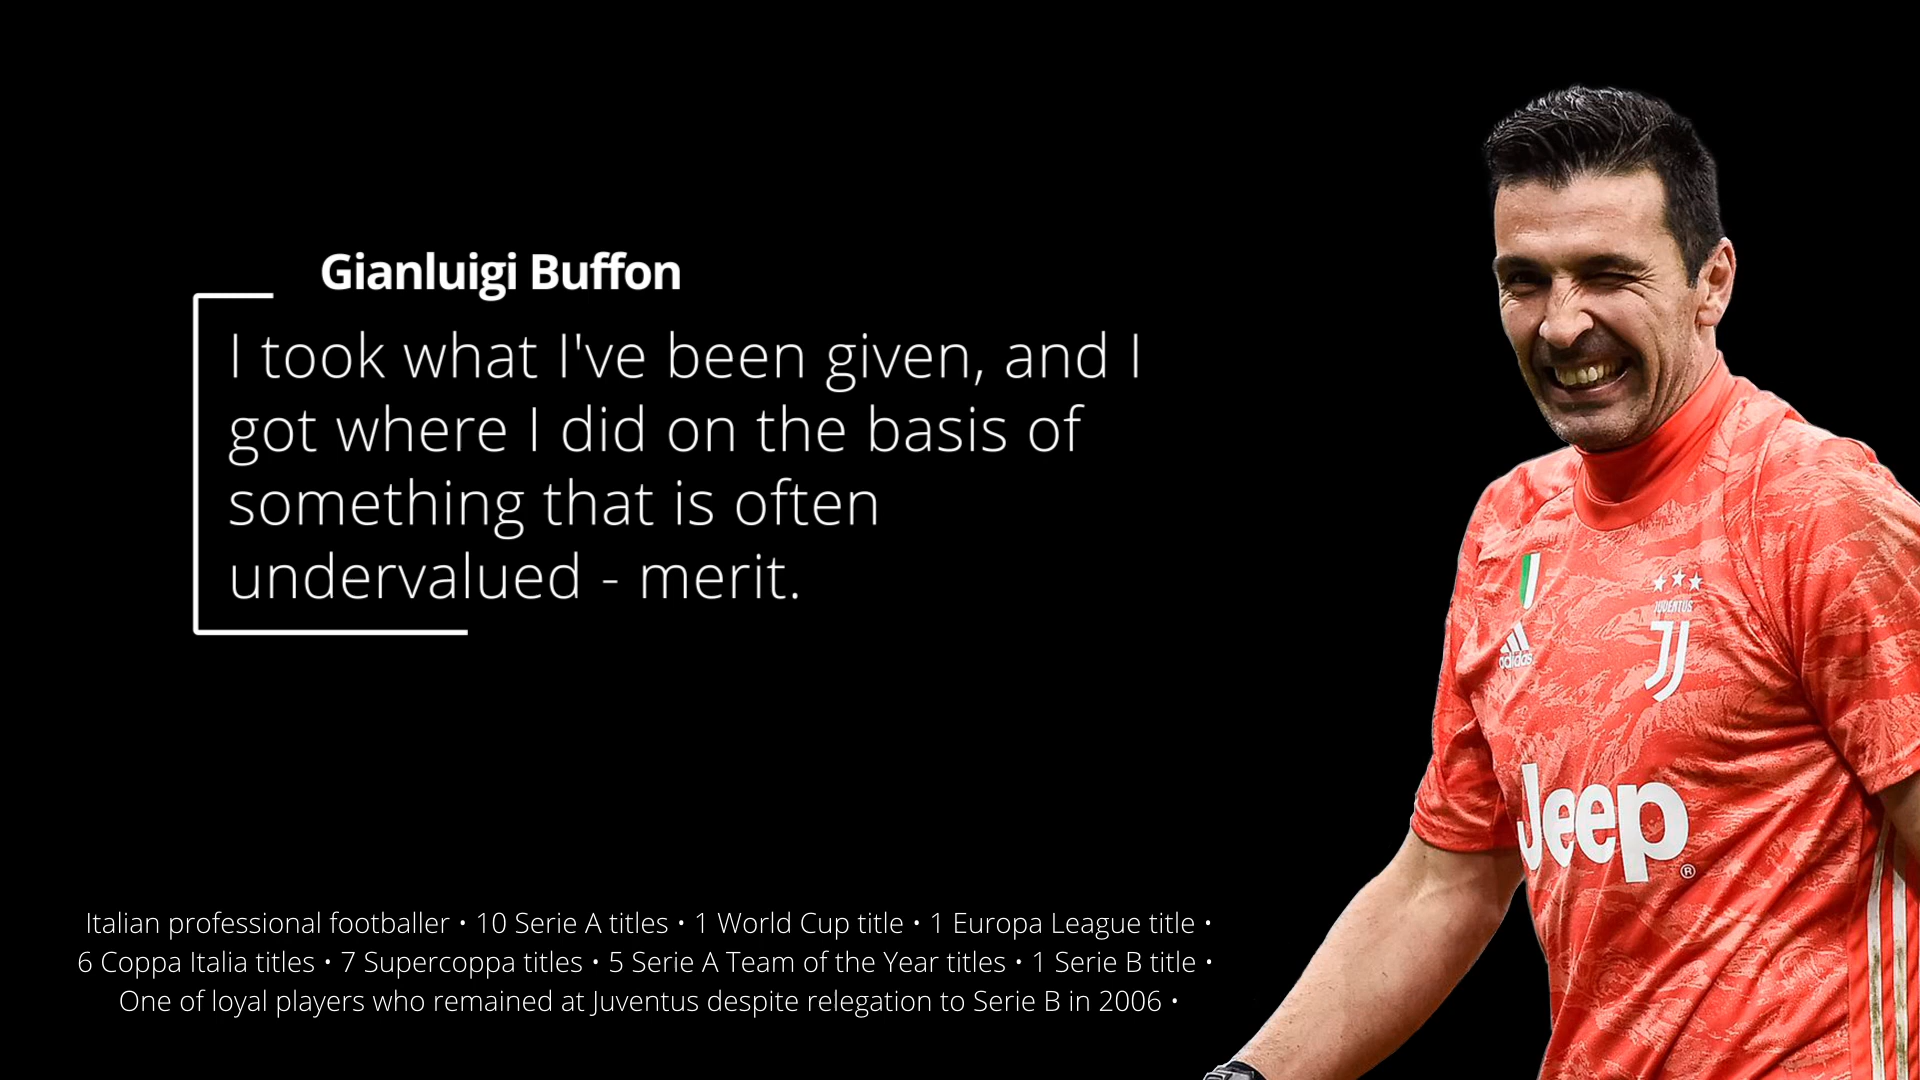 Gianluigi Buffon
I took what I've been given, and I
got where I did on the basis of
something that is often
undervalued - merit.
JUVENTUS
adidas
Jeep
®
Italian professional footballer • 10 Serie A titles • 1 World Cup title • 1 Europa League title •
6 Coppa Italia titles • 7 Supercoppa titles • 5 Serie A Team of the Year titles • 1 Serie B title •
One of loyal players who remained at Juventus despite relegation to Serie B in 2006 •